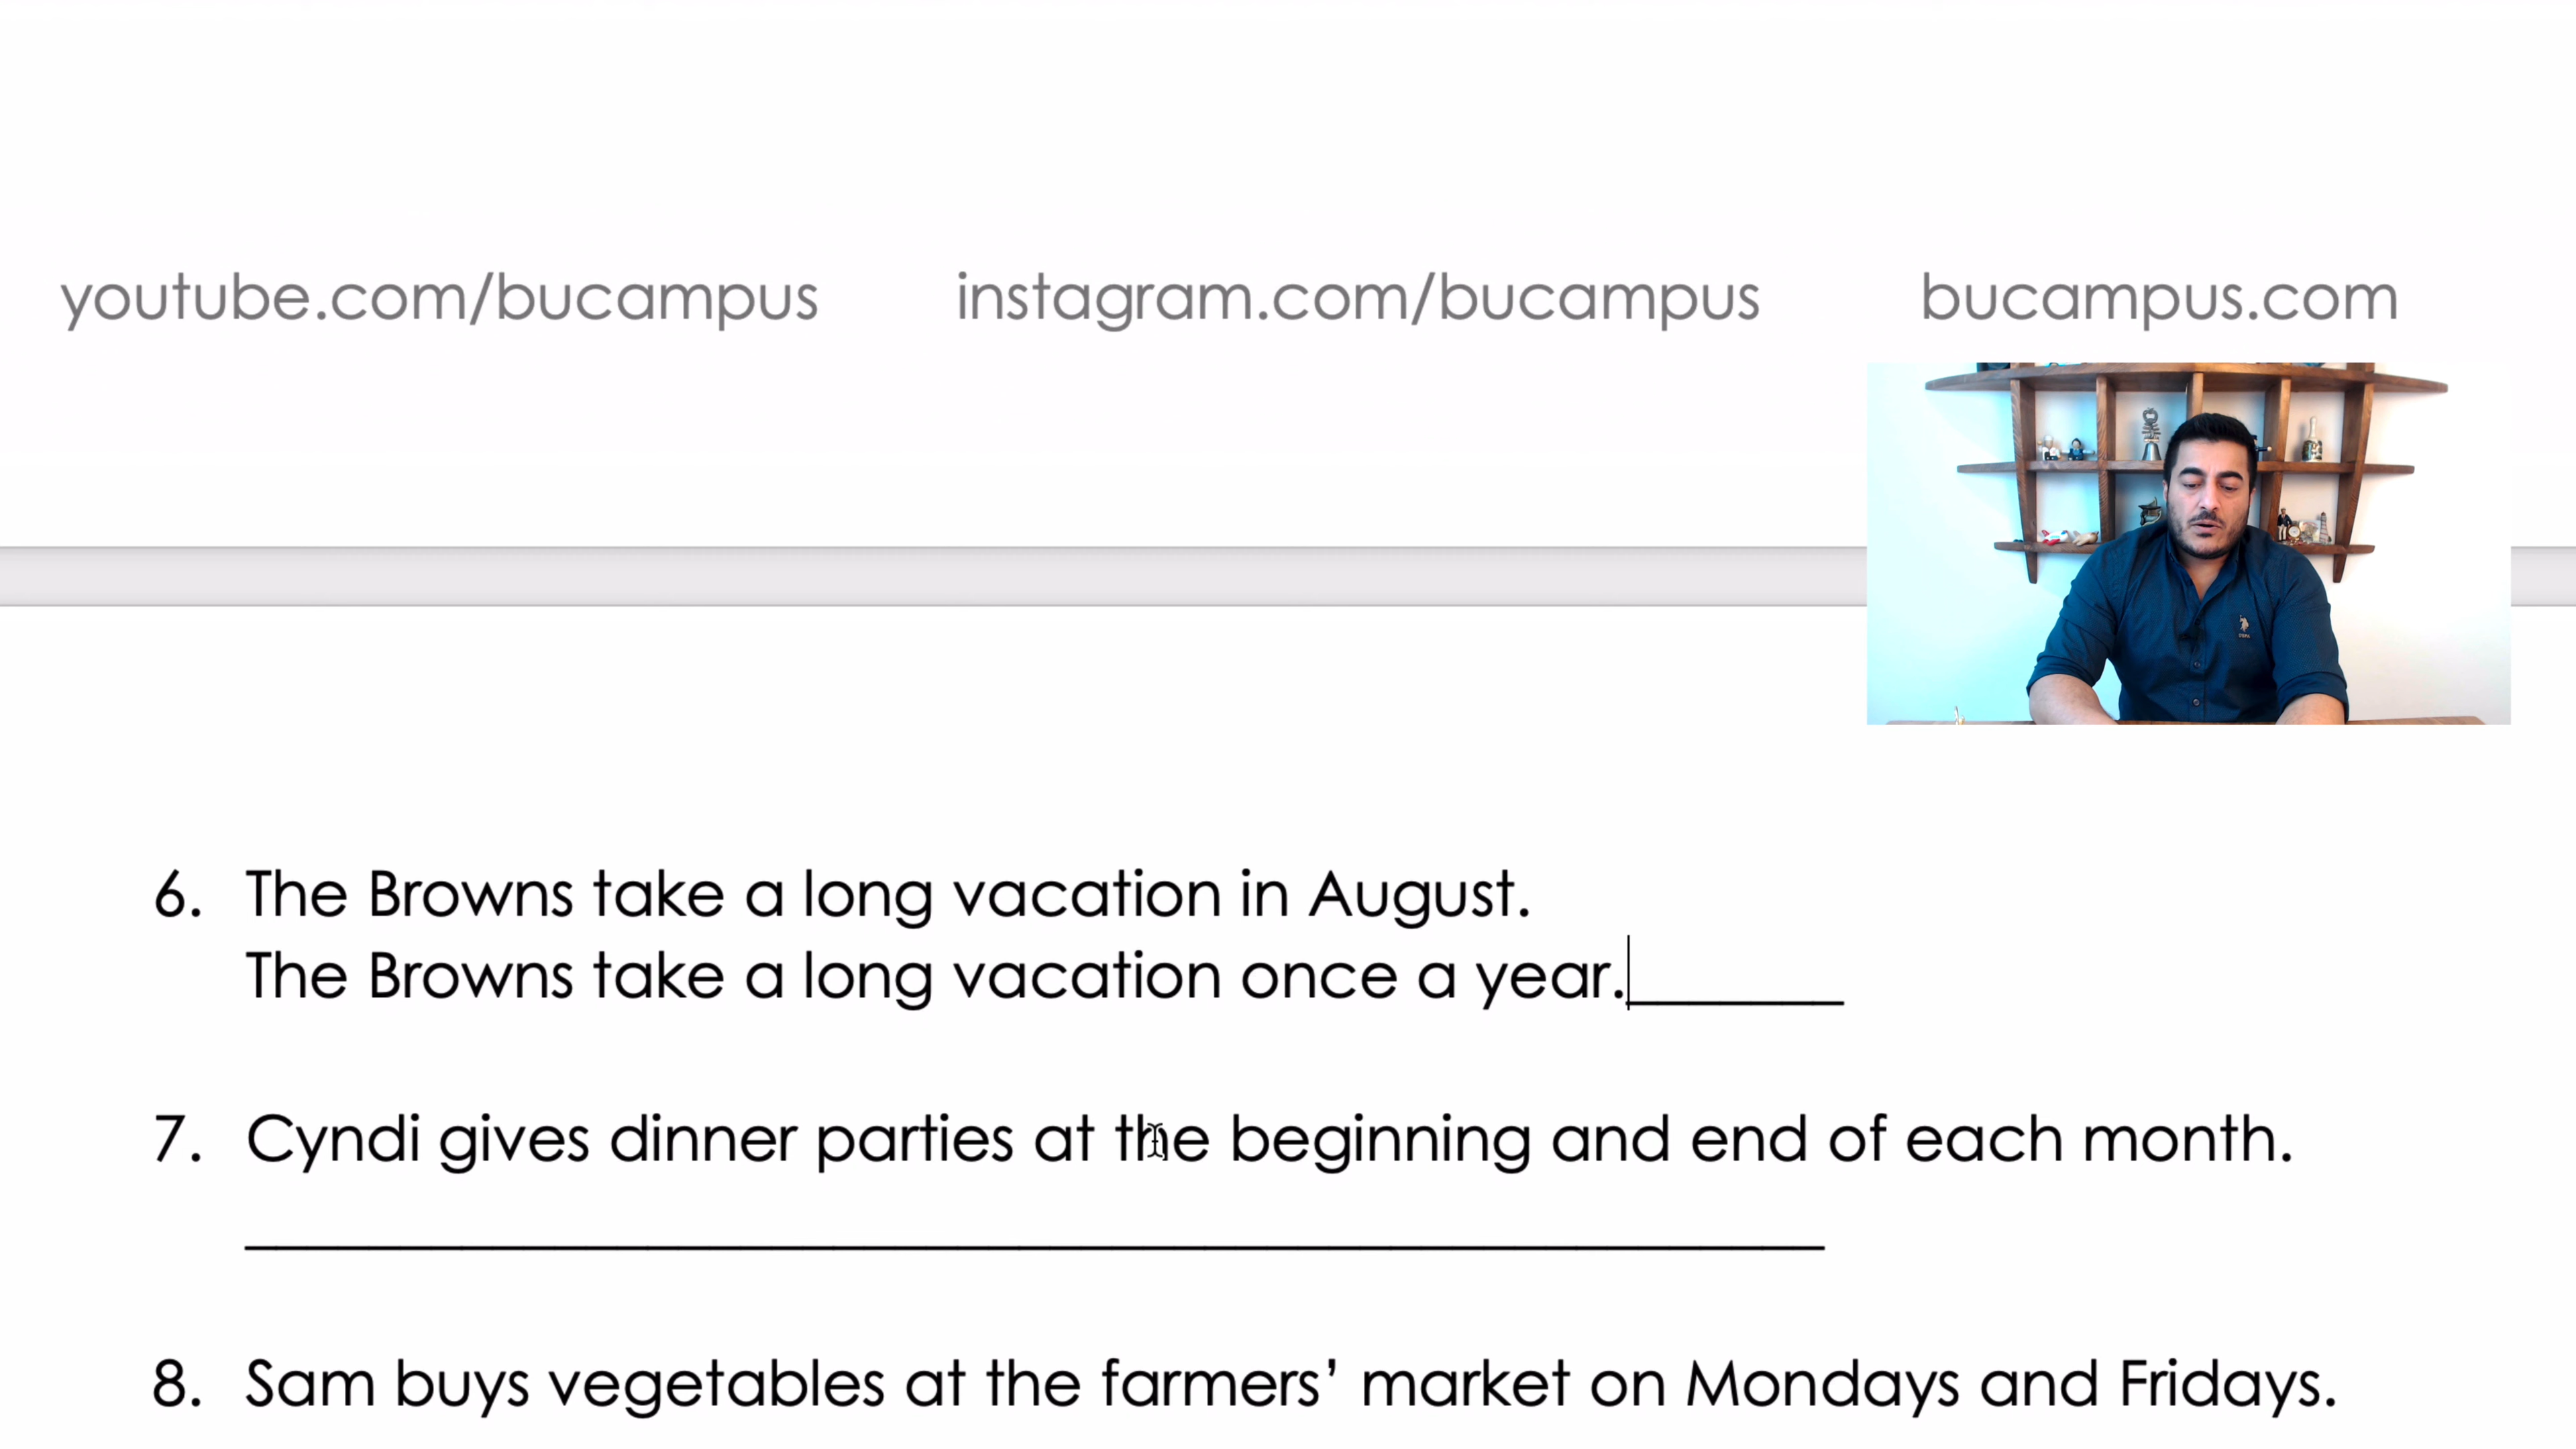 youtube.com/bucampus instagram.com/bucampus bucampus.com
6. The Browns take a long vacation in August.
The Browns take a long vacation once a year.
7. Cyndi gives dinner parties at the beginning and end of each month.
8. Sam buys vegetables at the farmers’ market on Mondays and Fridays.